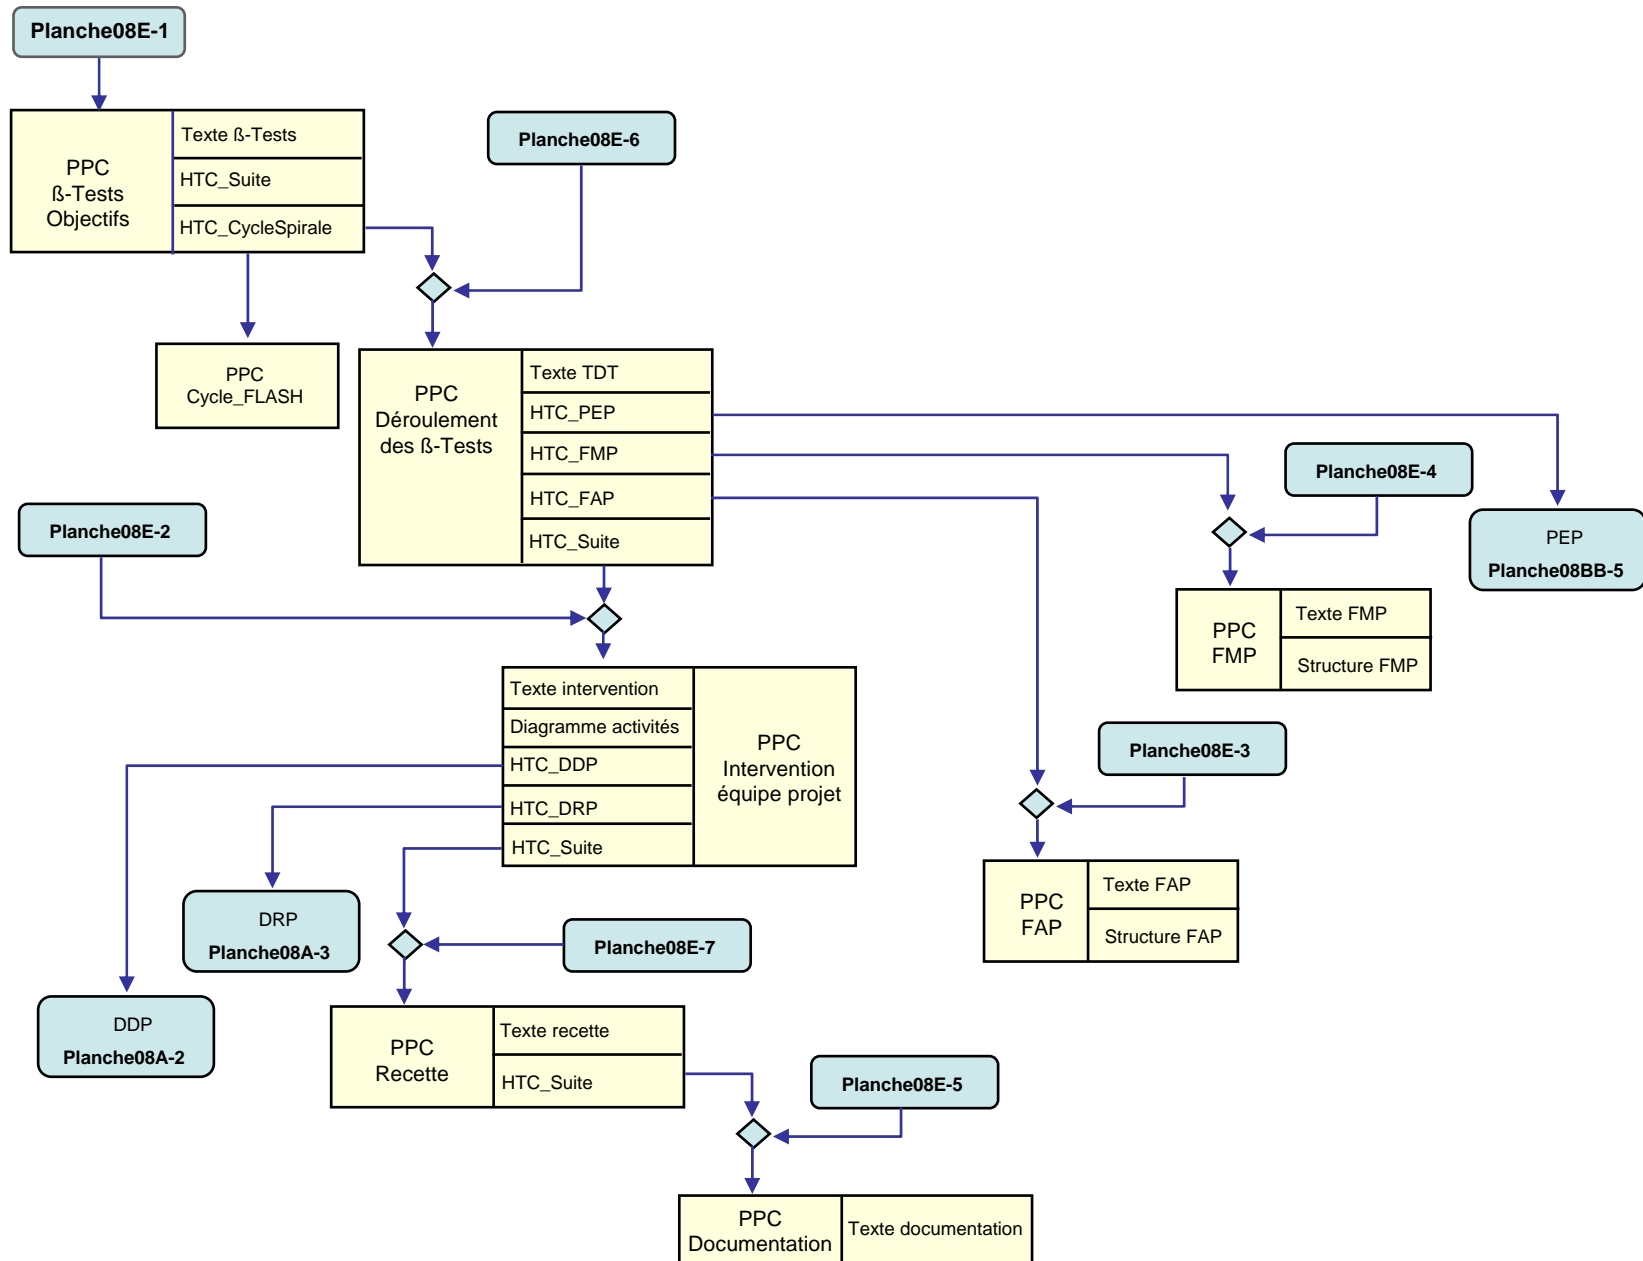 Planche08E-1
PPC
ß-Tests
Objectifs
Texte ß-Tests
HTC_Suite
HTC_CycleSpirale
Planche08E-6
PPC
Cycle_FLASH
PPC
Déroulement
des ß-Tests
Texte TDT
HTC_PEP
HTC_FMP
HTC_FAP
HTC_Suite
Planche08E-4
Planche08E-2
PEP
Planche08BB-5
PPC
FMP
Texte FMP
Structure FMP
Texte intervention
Diagramme activités
HTC_DDP
HTC_DRP
HTC_Suite
PPC
Intervention
équipe projet
Planche08E-3
PPC
FAP
Texte FAP
Structure FAP
DRP
Planche08A-3
Planche08E-7
DDP
Planche08A-2
PPC
Recette
Texte recette
HTC_Suite
Planche08E-5
PPC
Documentation
Texte documentation